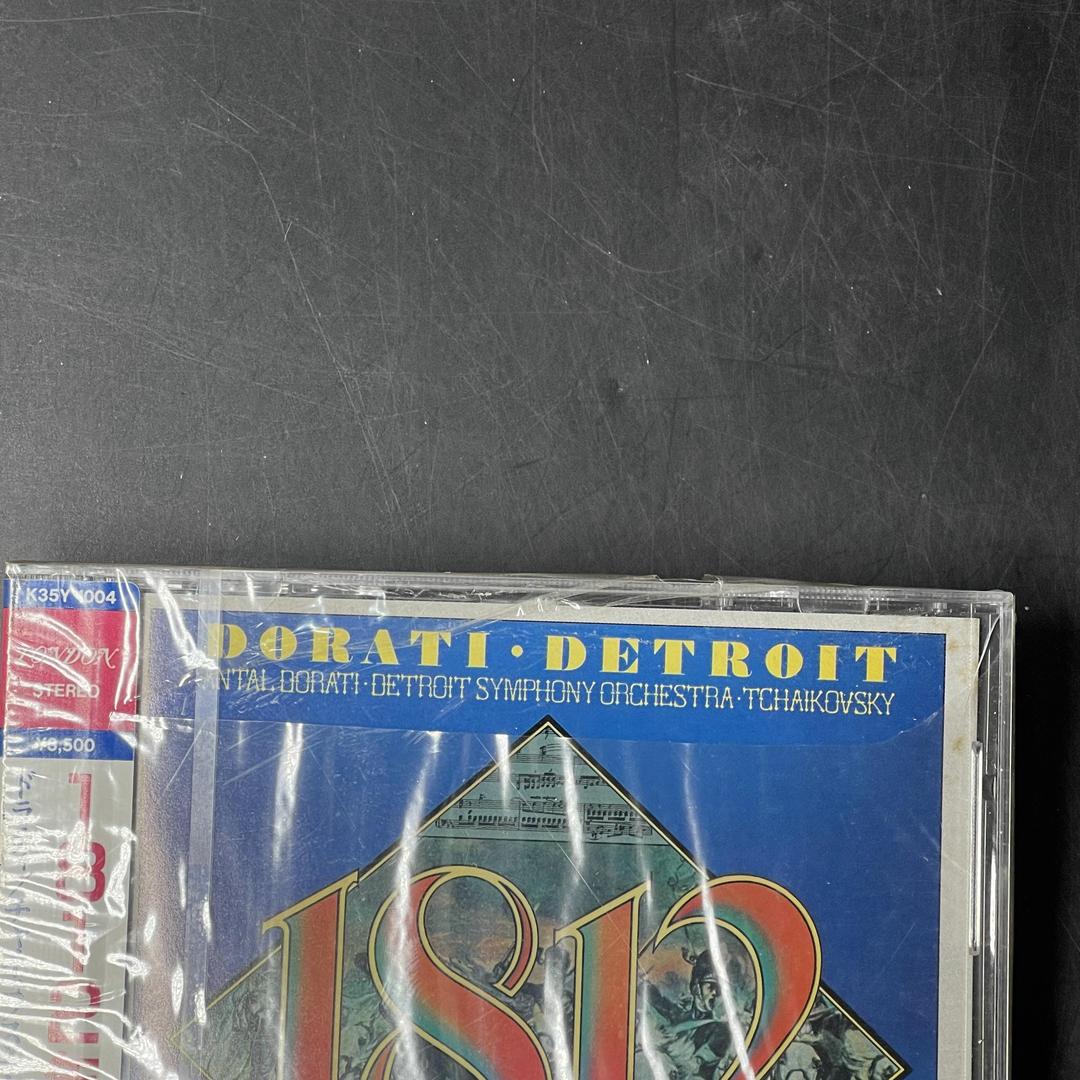 K35Y 1004
LONDON
STEREO
¥3,500
DORATI · DETROIT
ANTAL DORATI · DETROIT SYMPHONY ORCHESTRA · TCHAIKOVSKY
1812